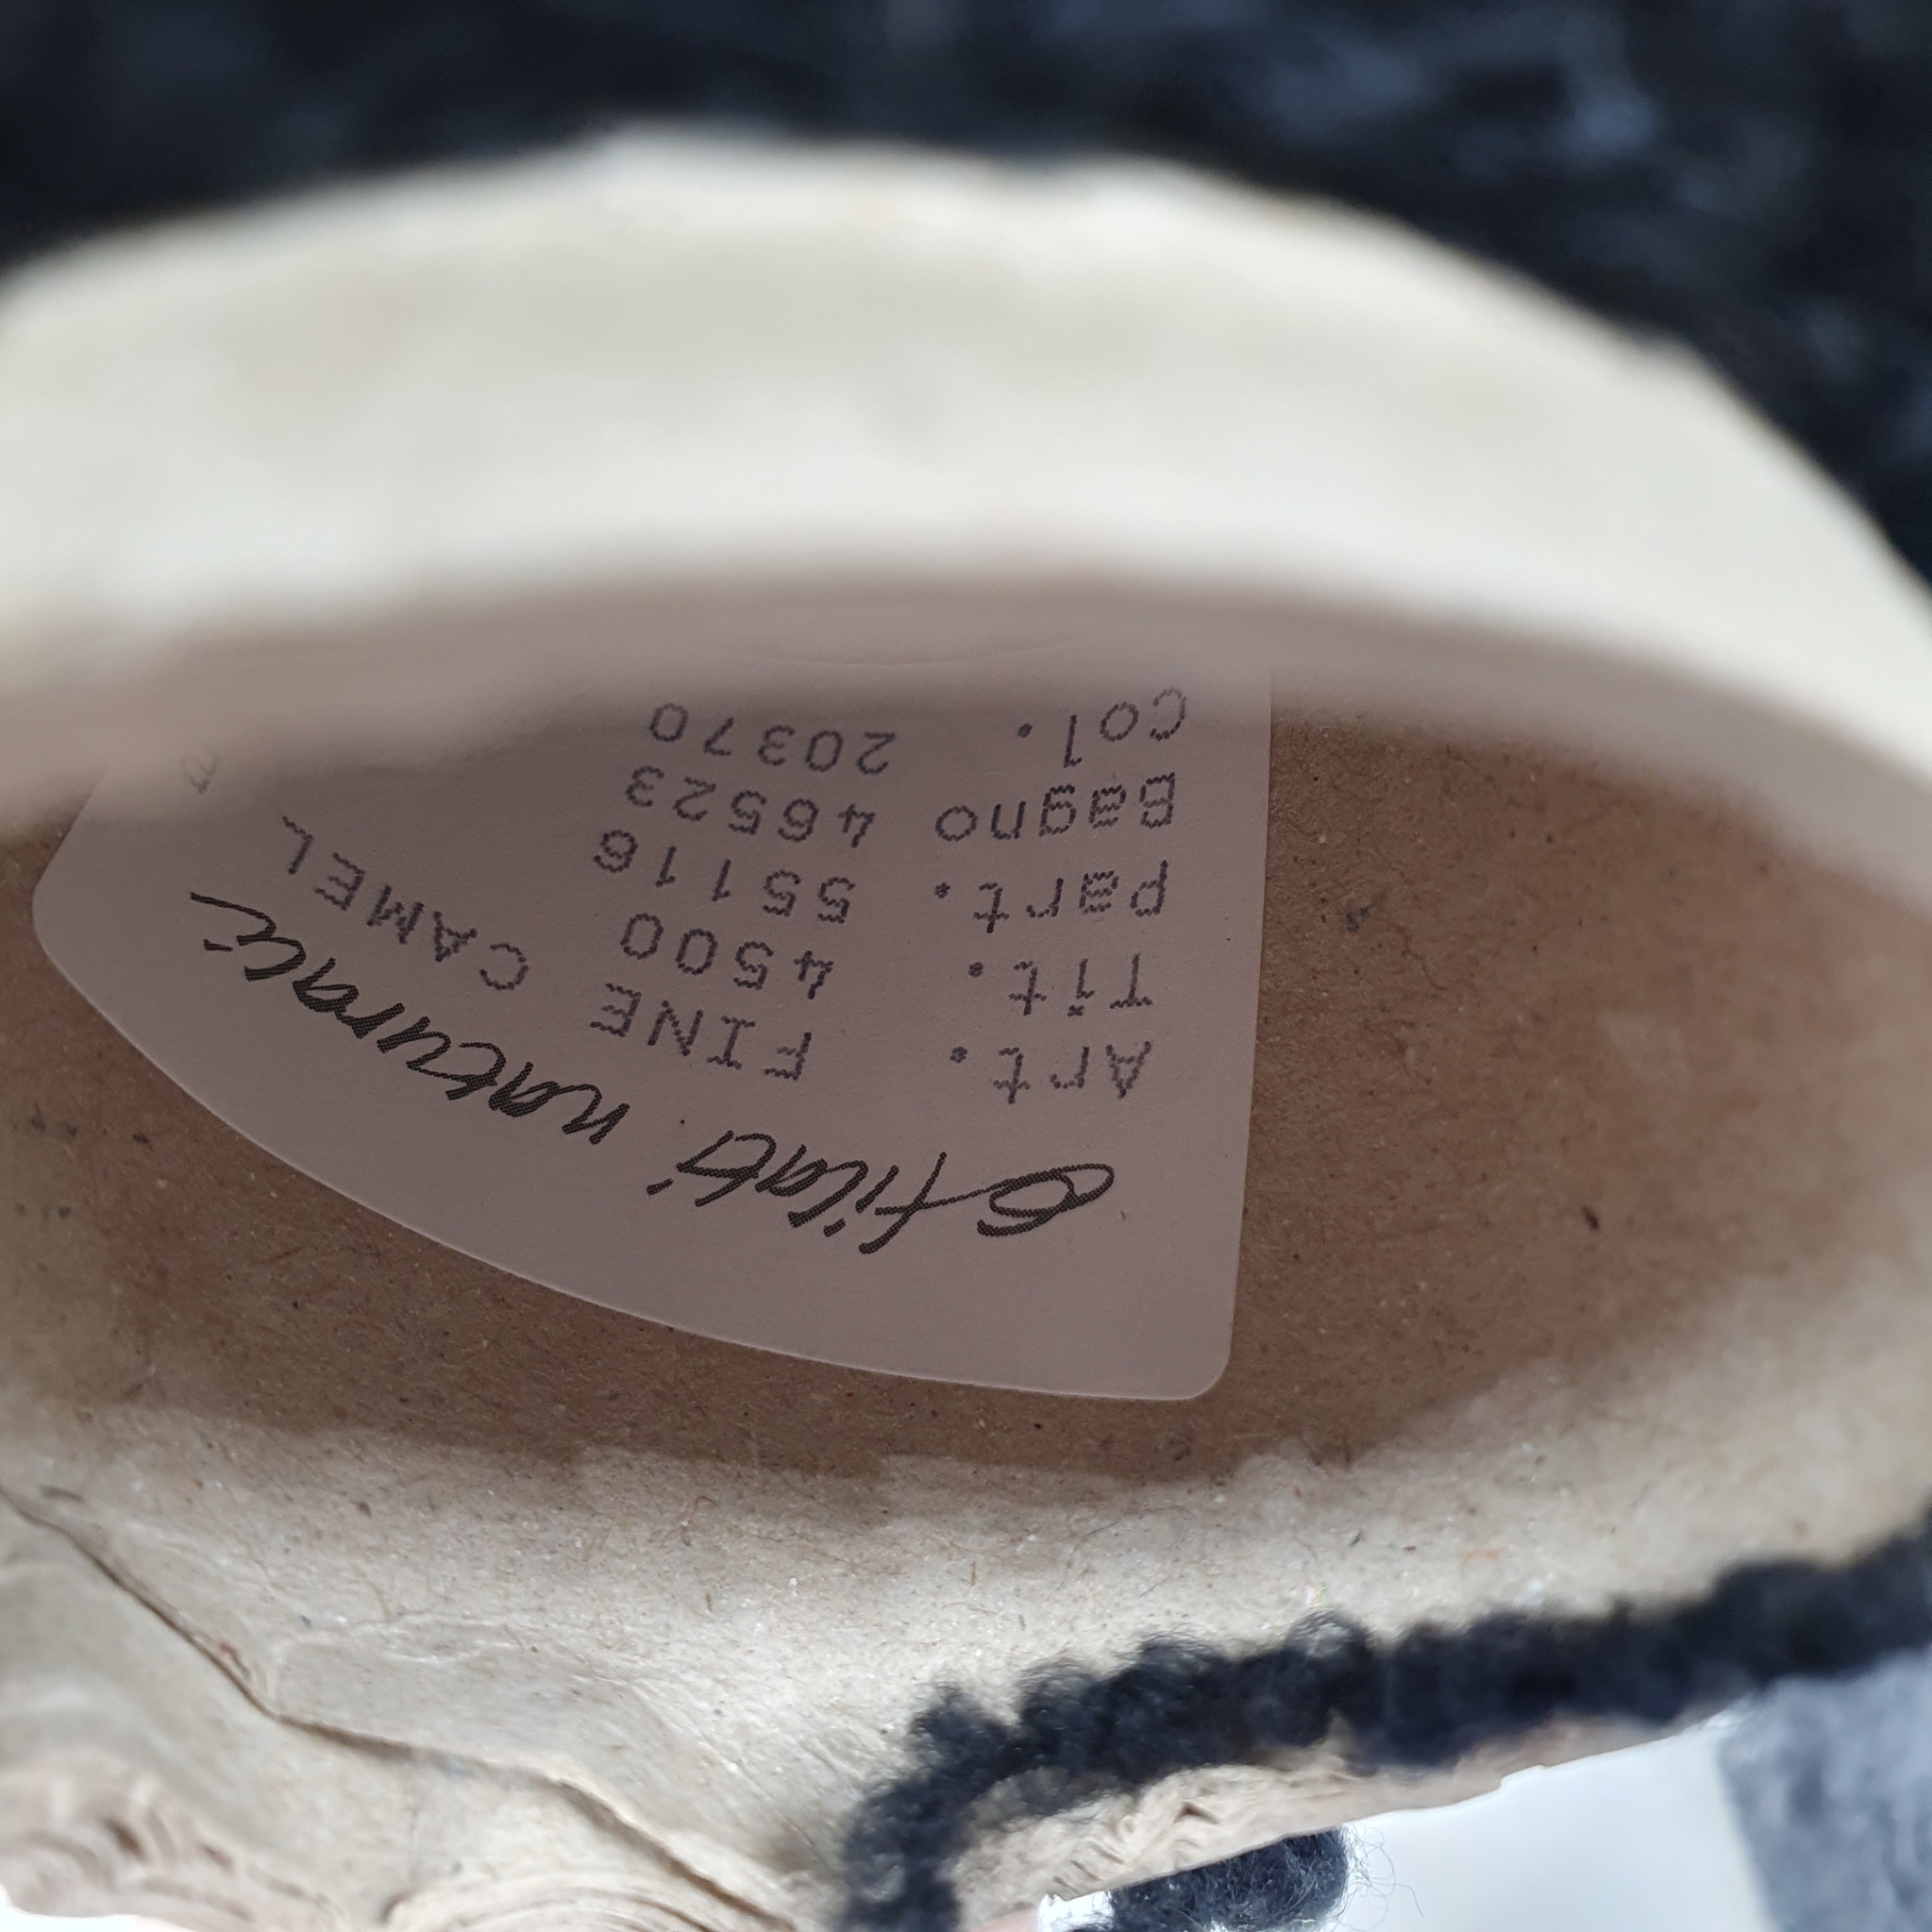 filati naturali
Art. FINE CAMEL
Tit. 4500
Part. 55116
Bagno 46523
Col. 20370